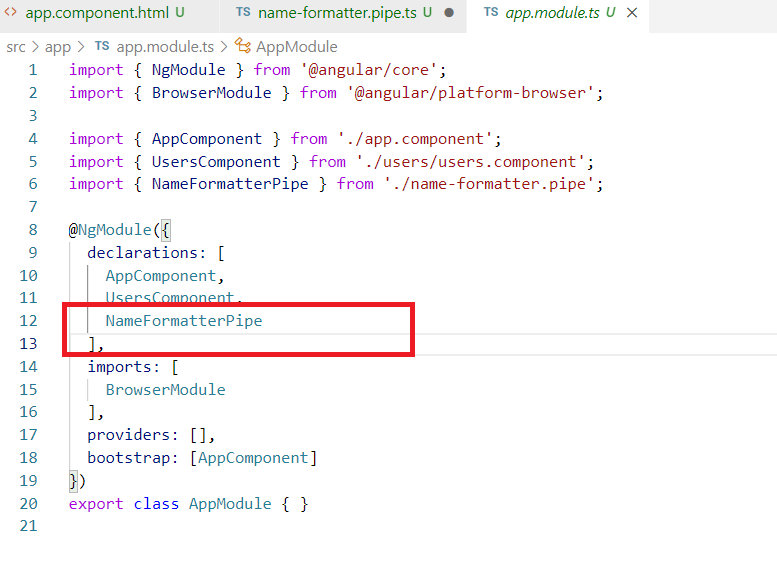 <> app.component.html U TS name-formatter.pipe.ts U ● TS app.module.ts U ×
src > app > TS app.module.ts > AppModule
1 import { NgModule } from '@angular/core';
2 import { BrowserModule } from '@angular/platform-browser';
3
4 import { AppComponent } from './app.component';
5 import { UsersComponent } from './users/users.component';
6 import { NameFormatterPipe } from './name-formatter.pipe';
7
8 @NgModule({
9 declarations: [
10 AppComponent,
11 UsersComponent,
12 NameFormatterPipe
13 ],
14 imports: [
15 BrowserModule
16 ],
17 providers: [],
18 bootstrap: [AppComponent]
19 })
20 export class AppModule { }
21